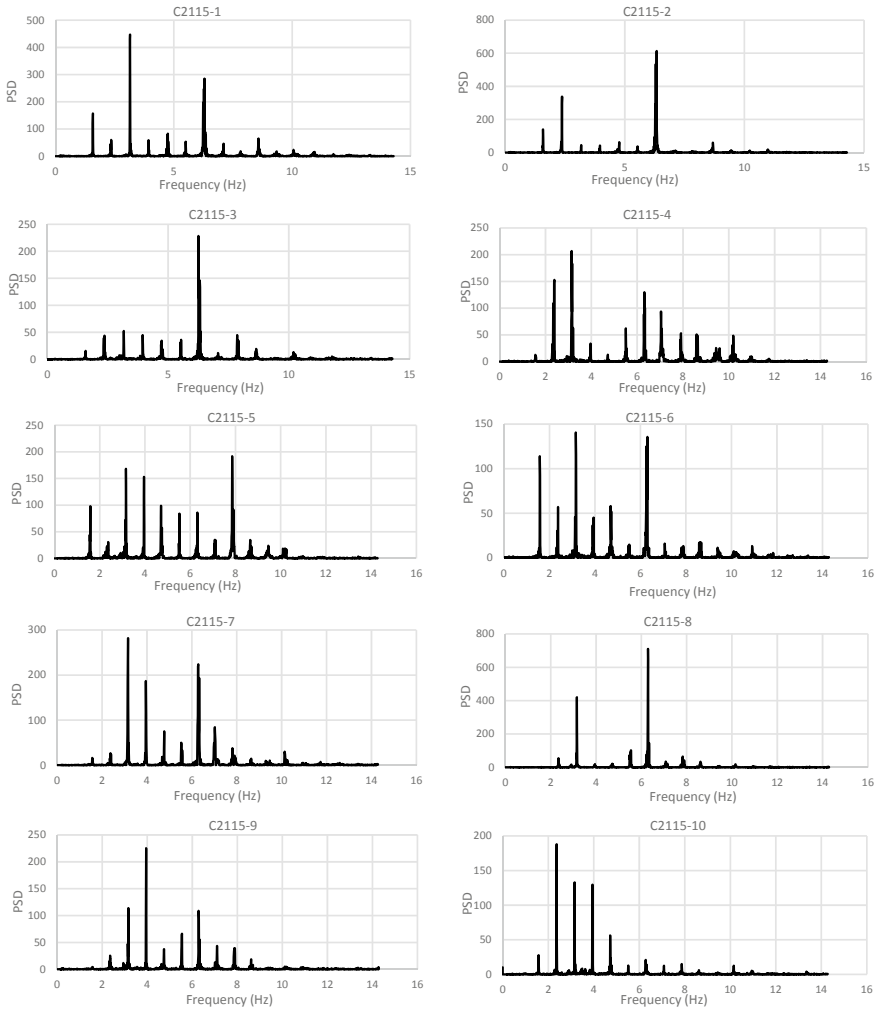 C2115-1
500
400
300
200
100
0
PSD
0 5 10 15
Frequency (Hz)
C2115-2
800
600
400
200
0
PSD
0 5 10 15
Frequency (Hz)
C2115-3
250
200
150
100
50
0
PSD
0 5 10 15
Frequency (Hz)
C2115-4
250
200
150
100
50
0
PSD
0 2 4 6 8 10 12 14 16
Frequency (Hz)
C2115-5
250
200
150
100
50
0
PSD
0 2 4 6 8 10 12 14 16
Frequency (Hz)
C2115-6
150
100
50
0
PSD
0 2 4 6 8 10 12 14 16
Frequency (Hz)
C2115-7
300
200
100
0
PSD
0 2 4 6 8 10 12 14 16
Frequency (Hz)
C2115-8
800
600
400
200
0
PSD
0 2 4 6 8 10 12 14 16
Frequency (Hz)
C2115-9
250
200
150
100
50
0
PSD
0 2 4 6 8 10 12 14 16
Frequency (Hz)
C2115-10
200
150
100
50
0
PSD
0 2 4 6 8 10 12 14 16
Frequency (Hz)